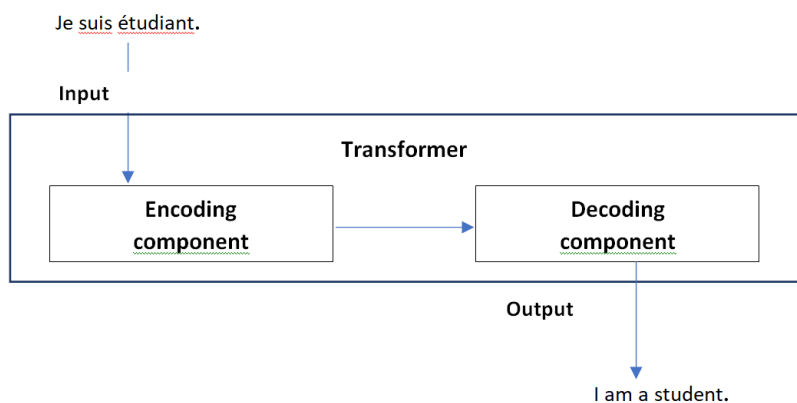 Je suis étudiant.
Input
Transformer
Encoding
component
Decoding
component
Output
I am a student.